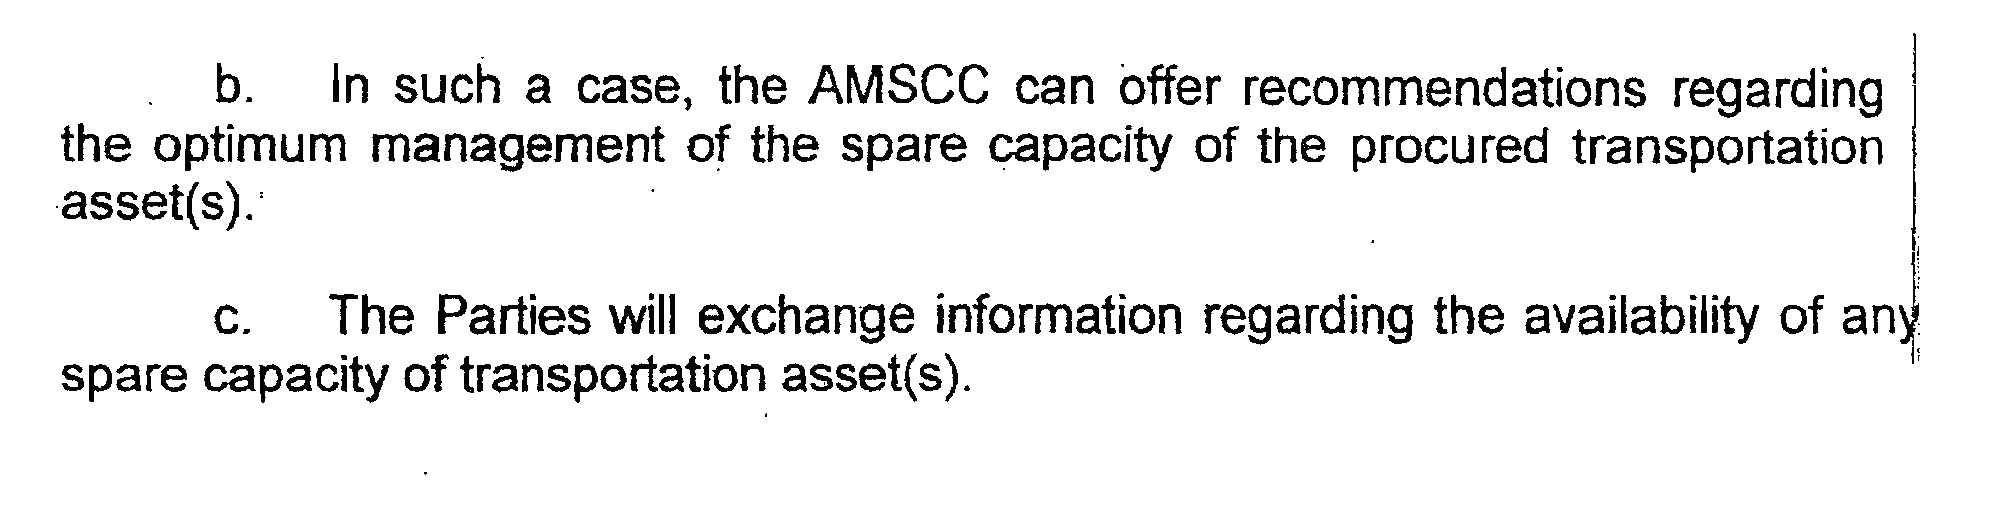 b. In such a case, the AMSCC can offer recommendations regarding
the optimum management of the spare capacity of the procured transportation
asset(s).
c. The Parties will exchange information regarding the availability of any
spare capacity of transportation asset(s).